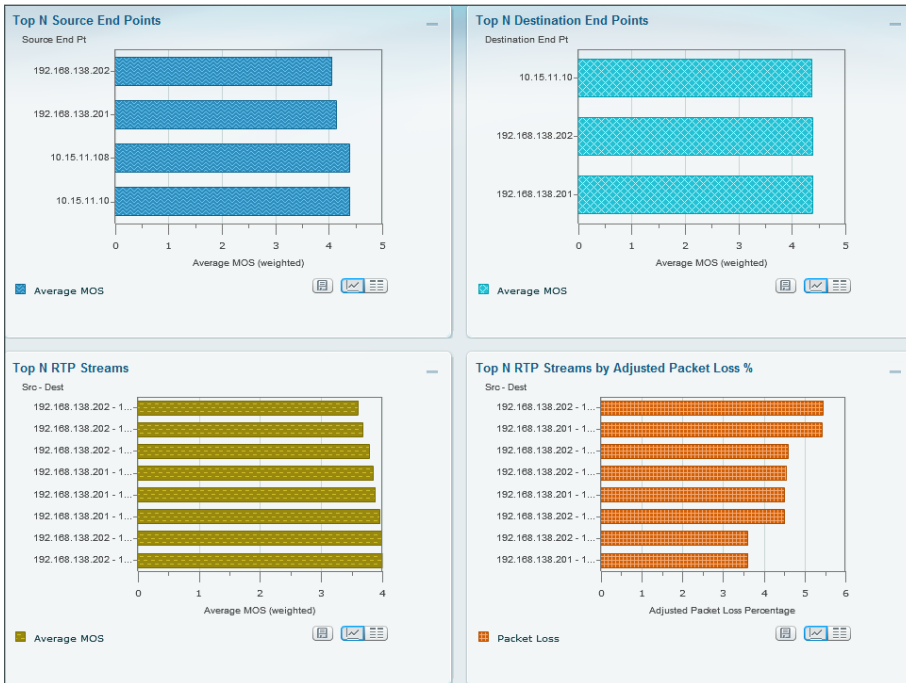 Top N Source End Points
Source End Pt
192.168.138.202
192.168.138.201
10.15.11.108
10.15.11.10
0 1 2 3 4 5
Average MOS (weighted)
Average MOS
Top N Destination End Points
Destination End Pt
10.15.11.10
192.168.138.202
192.168.138.201
0 1 2 3 4 5
Average MOS (weighted)
Average MOS
Top N RTP Streams
Src - Dest
192.168.138.202 - 1...
192.168.138.202 - 1...
192.168.138.202 - 1...
192.168.138.201 - 1...
192.168.138.201 - 1...
192.168.138.201 - 1...
192.168.138.202 - 1...
192.168.138.202 - 1...
0 1 2 3 4
Average MOS (weighted)
Average MOS
Top N RTP Streams by Adjusted Packet Loss %
Src - Dest
192.168.138.202 - 1...
192.168.138.201 - 1...
192.168.138.202 - 1...
192.168.138.202 - 1...
192.168.138.201 - 1...
192.168.138.202 - 1...
192.168.138.202 - 1...
192.168.138.201 - 1...
0 1 2 3 4 5 6
Adjusted Packet Loss Percentage
Packet Loss